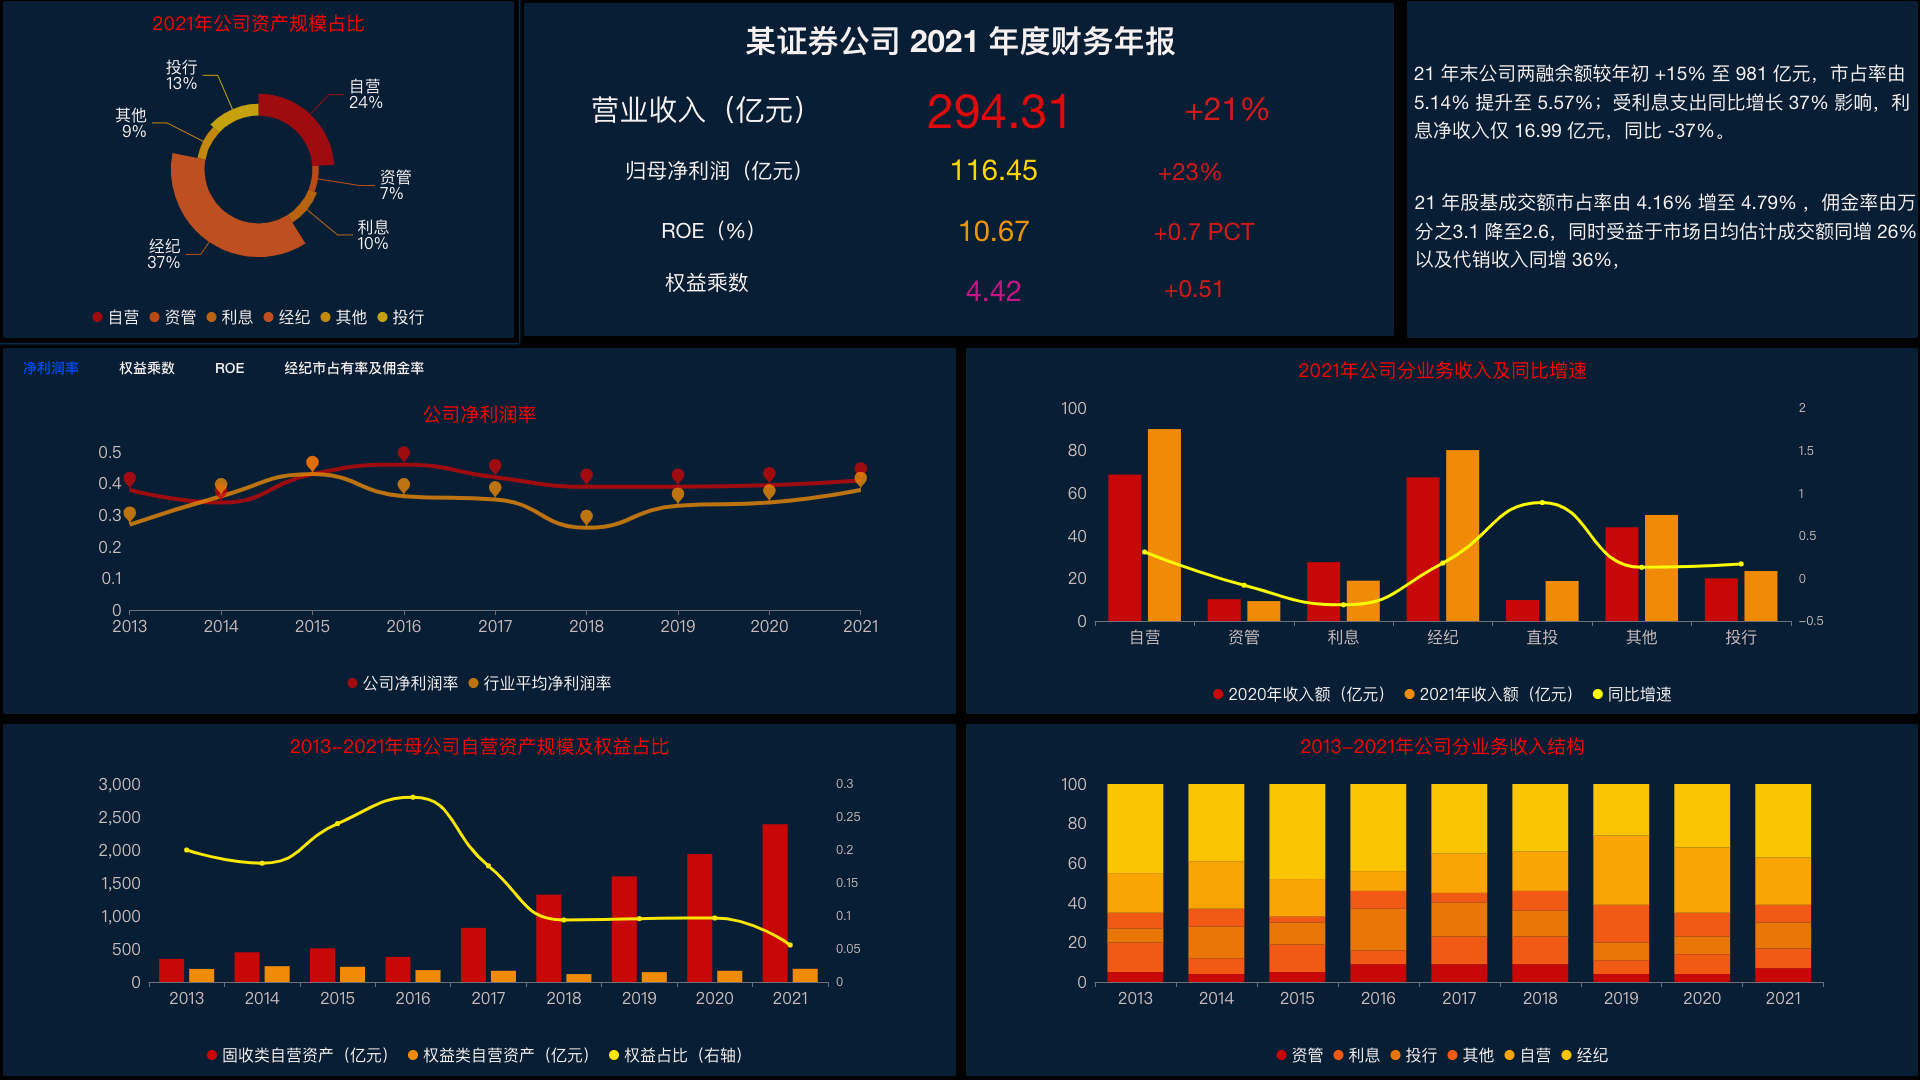 2021年公司资产规模占比
投行
13%
自营
24%
其他
9%
资管
7%
利息
10%
经纪
37%
自营 资管 利息 经纪 其他 投行
某证券公司 2021 年度财务年报
营业收入（亿元） 294.31 +21%
归母净利润（亿元） 116.45 +23%
ROE（%） 10.67 +0.7 PCT
权益乘数 4.42 +0.51
21 年末公司两融余额较年初 +15% 至 981 亿元，市占率由
5.14% 提升至 5.57%；受利息支出同比增长 37% 影响，利
息净收入仅 16.99 亿元，同比 -37%。
21 年股基成交额市占率由 4.16% 增至 4.79% ，佣金率由万
分之3.1 降至2.6，同时受益于市场日均估计成交额同增 26%
以及代销收入同增 36%，
净利润率 权益乘数 ROE 经纪市占有率及佣金率
公司净利润率
0.5
0.4
0.3
0.2
0.1
0
2013 2014 2015 2016 2017 2018 2019 2020 2021
公司净利润率 行业平均净利润率
2021年公司分业务收入及同比增速
100 2
80 1.5
60 1
40 0.5
20 0
0 −0.5
自营 资管 利息 经纪 直投 其他 投行
2020年收入额（亿元） 2021年收入额（亿元） 同比增速
2013-2021年母公司自营资产规模及权益占比
3,000 0.3
2,500 0.25
2,000 0.2
1,500 0.15
1,000 0.1
500 0.05
0 0
2013 2014 2015 2016 2017 2018 2019 2020 2021
固收类自营资产（亿元） 权益类自营资产（亿元） 权益占比（右轴）
2013-2021年公司分业务收入结构
100
80
60
40
20
0
2013 2014 2015 2016 2017 2018 2019 2020 2021
资管 利息 投行 其他 自营 经纪